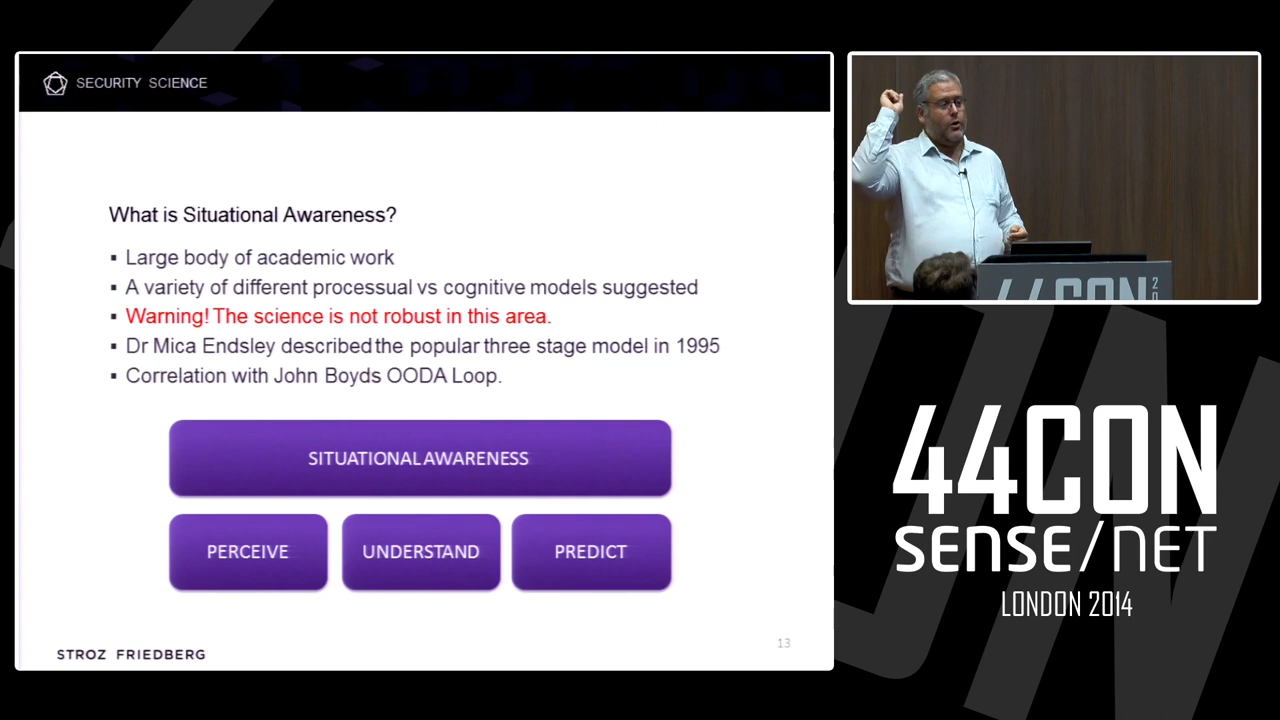 SECURITY SCIENCE
What is Situational Awareness?
▪ Large body of academic work
▪ A variety of different processual vs cognitive models suggested
▪ Warning! The science is not robust in this area.
▪ Dr Mica Endsley described the popular three stage model in 1995
▪ Correlation with John Boyds OODA Loop.
SITUATIONAL AWARENESS
PERCEIVE
UNDERSTAND
PREDICT
STROZ FRIEDBERG
13
44CON
44CON
SENSE/NET
LONDON 2014